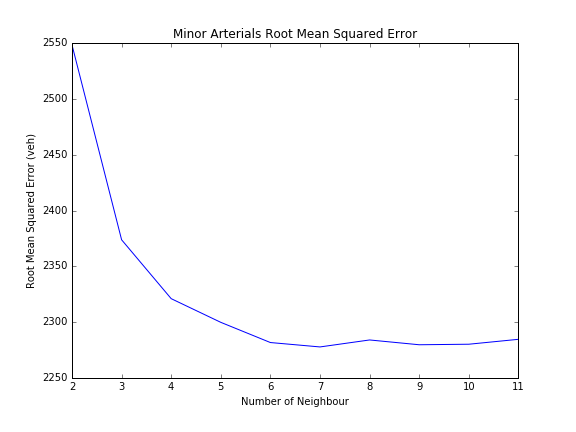 Minor Arterials Root Mean Squared Error
2550
2500
2450
2400
2350
2300
2250
Root Mean Squared Error (veh)
2 3 4 5 6 7 8 9 10 11
Number of Neighbour